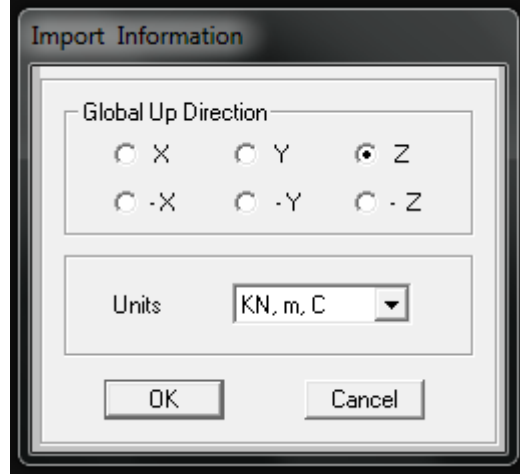 Import Information
Global Up Direction
X Y Z
-X -Y - Z
Units KN, m, C
OK Cancel